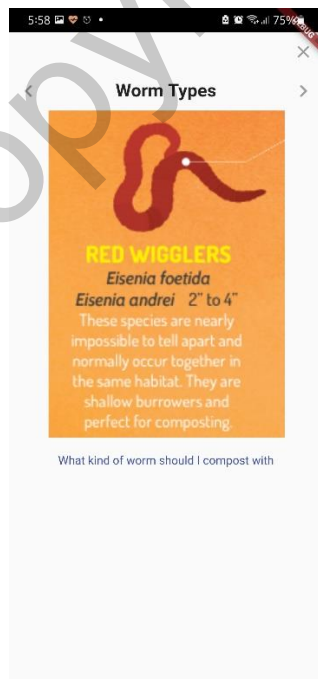 5:58 75%
DEBUG
Worm Types
RED WIGGLERS
Eisenia foetida
Eisenia andrei 2" to 4"
These species are nearly
impossible to tell apart and
normally occur together in
the same habitat. They are
shallow burrowers and
perfect for composting.
What kind of worm should I compost with